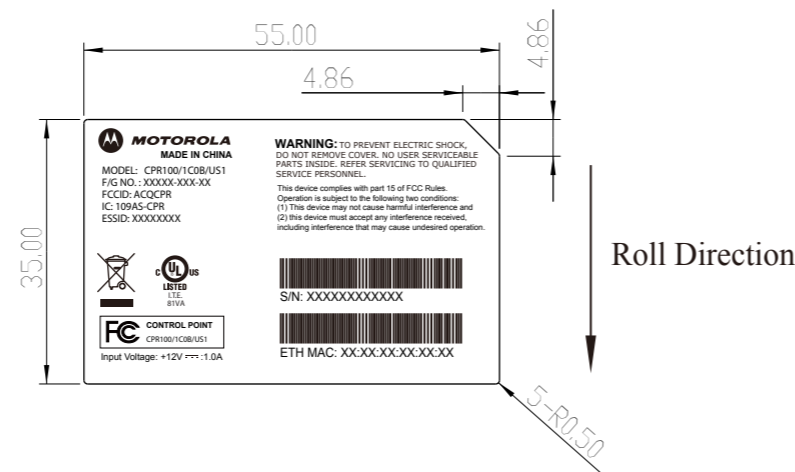 55.00
4.86
4.86
35.00
MOTOROLA
MADE IN CHINA
MODEL: CPR100/1C0B/US1
F/G NO. : XXXXX-XXX-XX
FCCID: ACQCPR
IC: 109AS-CPR
ESSID: XXXXXXXX
C UL US
LISTED
I.T.E.
81VA
FC CONTROL POINT
CPR100/1C0B/US1
Input Voltage: +12V ⎓ :1.0A
WARNING: TO PREVENT ELECTRIC SHOCK,
DO NOT REMOVE COVER. NO USER SERVICEABLE
PARTS INSIDE. REFER SERVICING TO QUALIFIED
SERVICE PERSONNEL.
This device complies with part 15 of FCC Rules.
Operation is subject to the following two conditions:
(1) This device may not cause harmful interference and
(2) this device must accept any interference received,
including interference that may cause undesired operation.
S/N: XXXXXXXXXXXX
ETH MAC: XX:XX:XX:XX:XX:XX
Roll Direction
5-R0.50